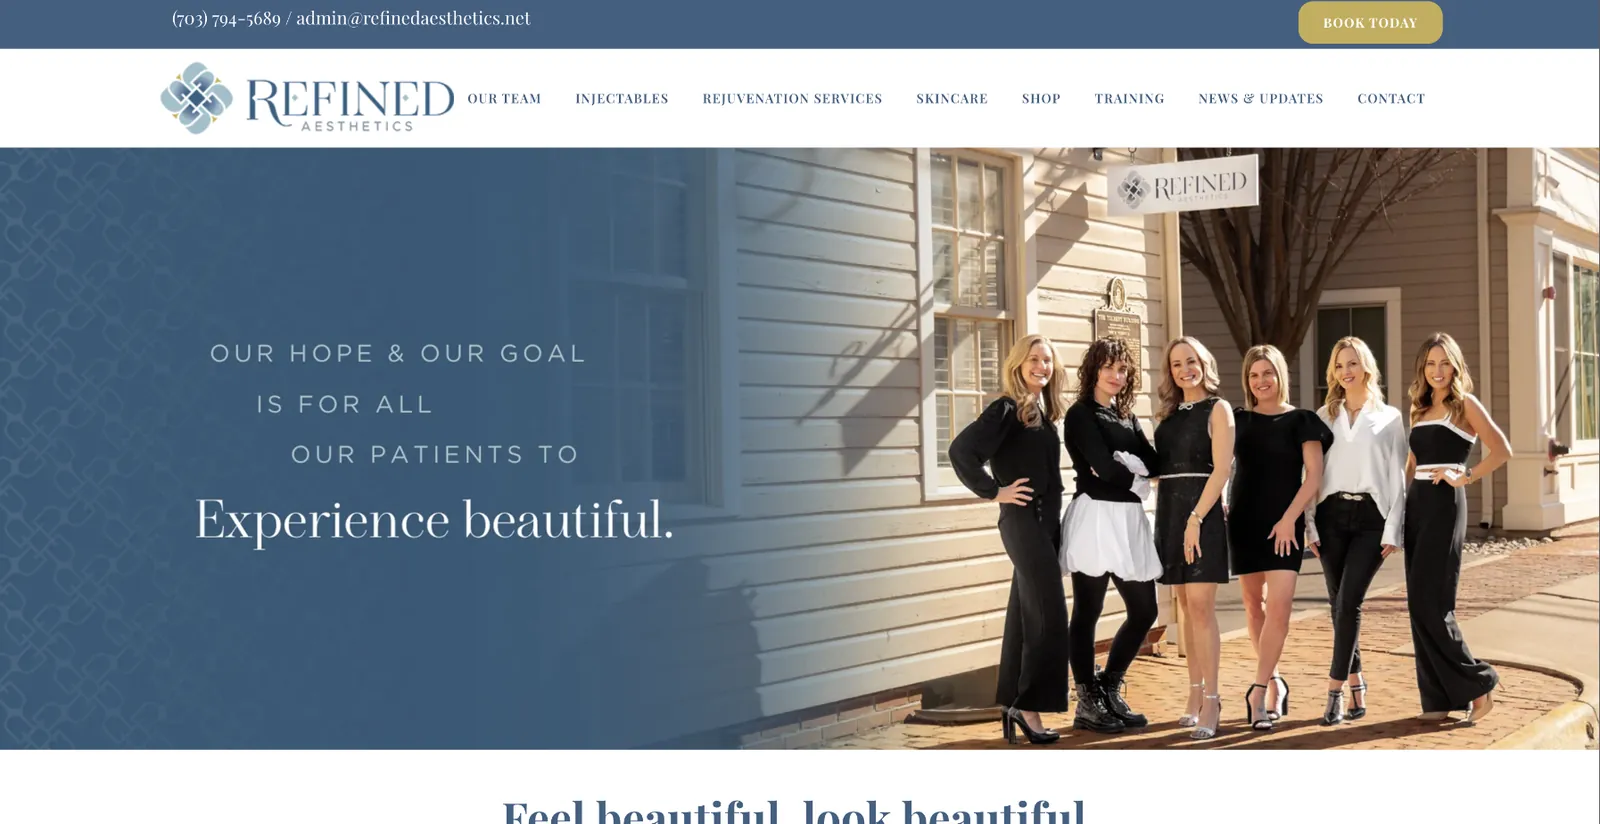 (703) 794-5689 / admin@refinedaesthetics.net
BOOK TODAY
REFINED
AESTHETICS
OUR TEAM INJECTABLES REJUVENATION SERVICES SKINCARE SHOP TRAINING NEWS & UPDATES CONTACT
REFINED
AESTHETICS
OUR HOPE & OUR GOAL
IS FOR ALL
OUR PATIENTS TO
Experience beautiful.
Feel beautiful, look beautiful